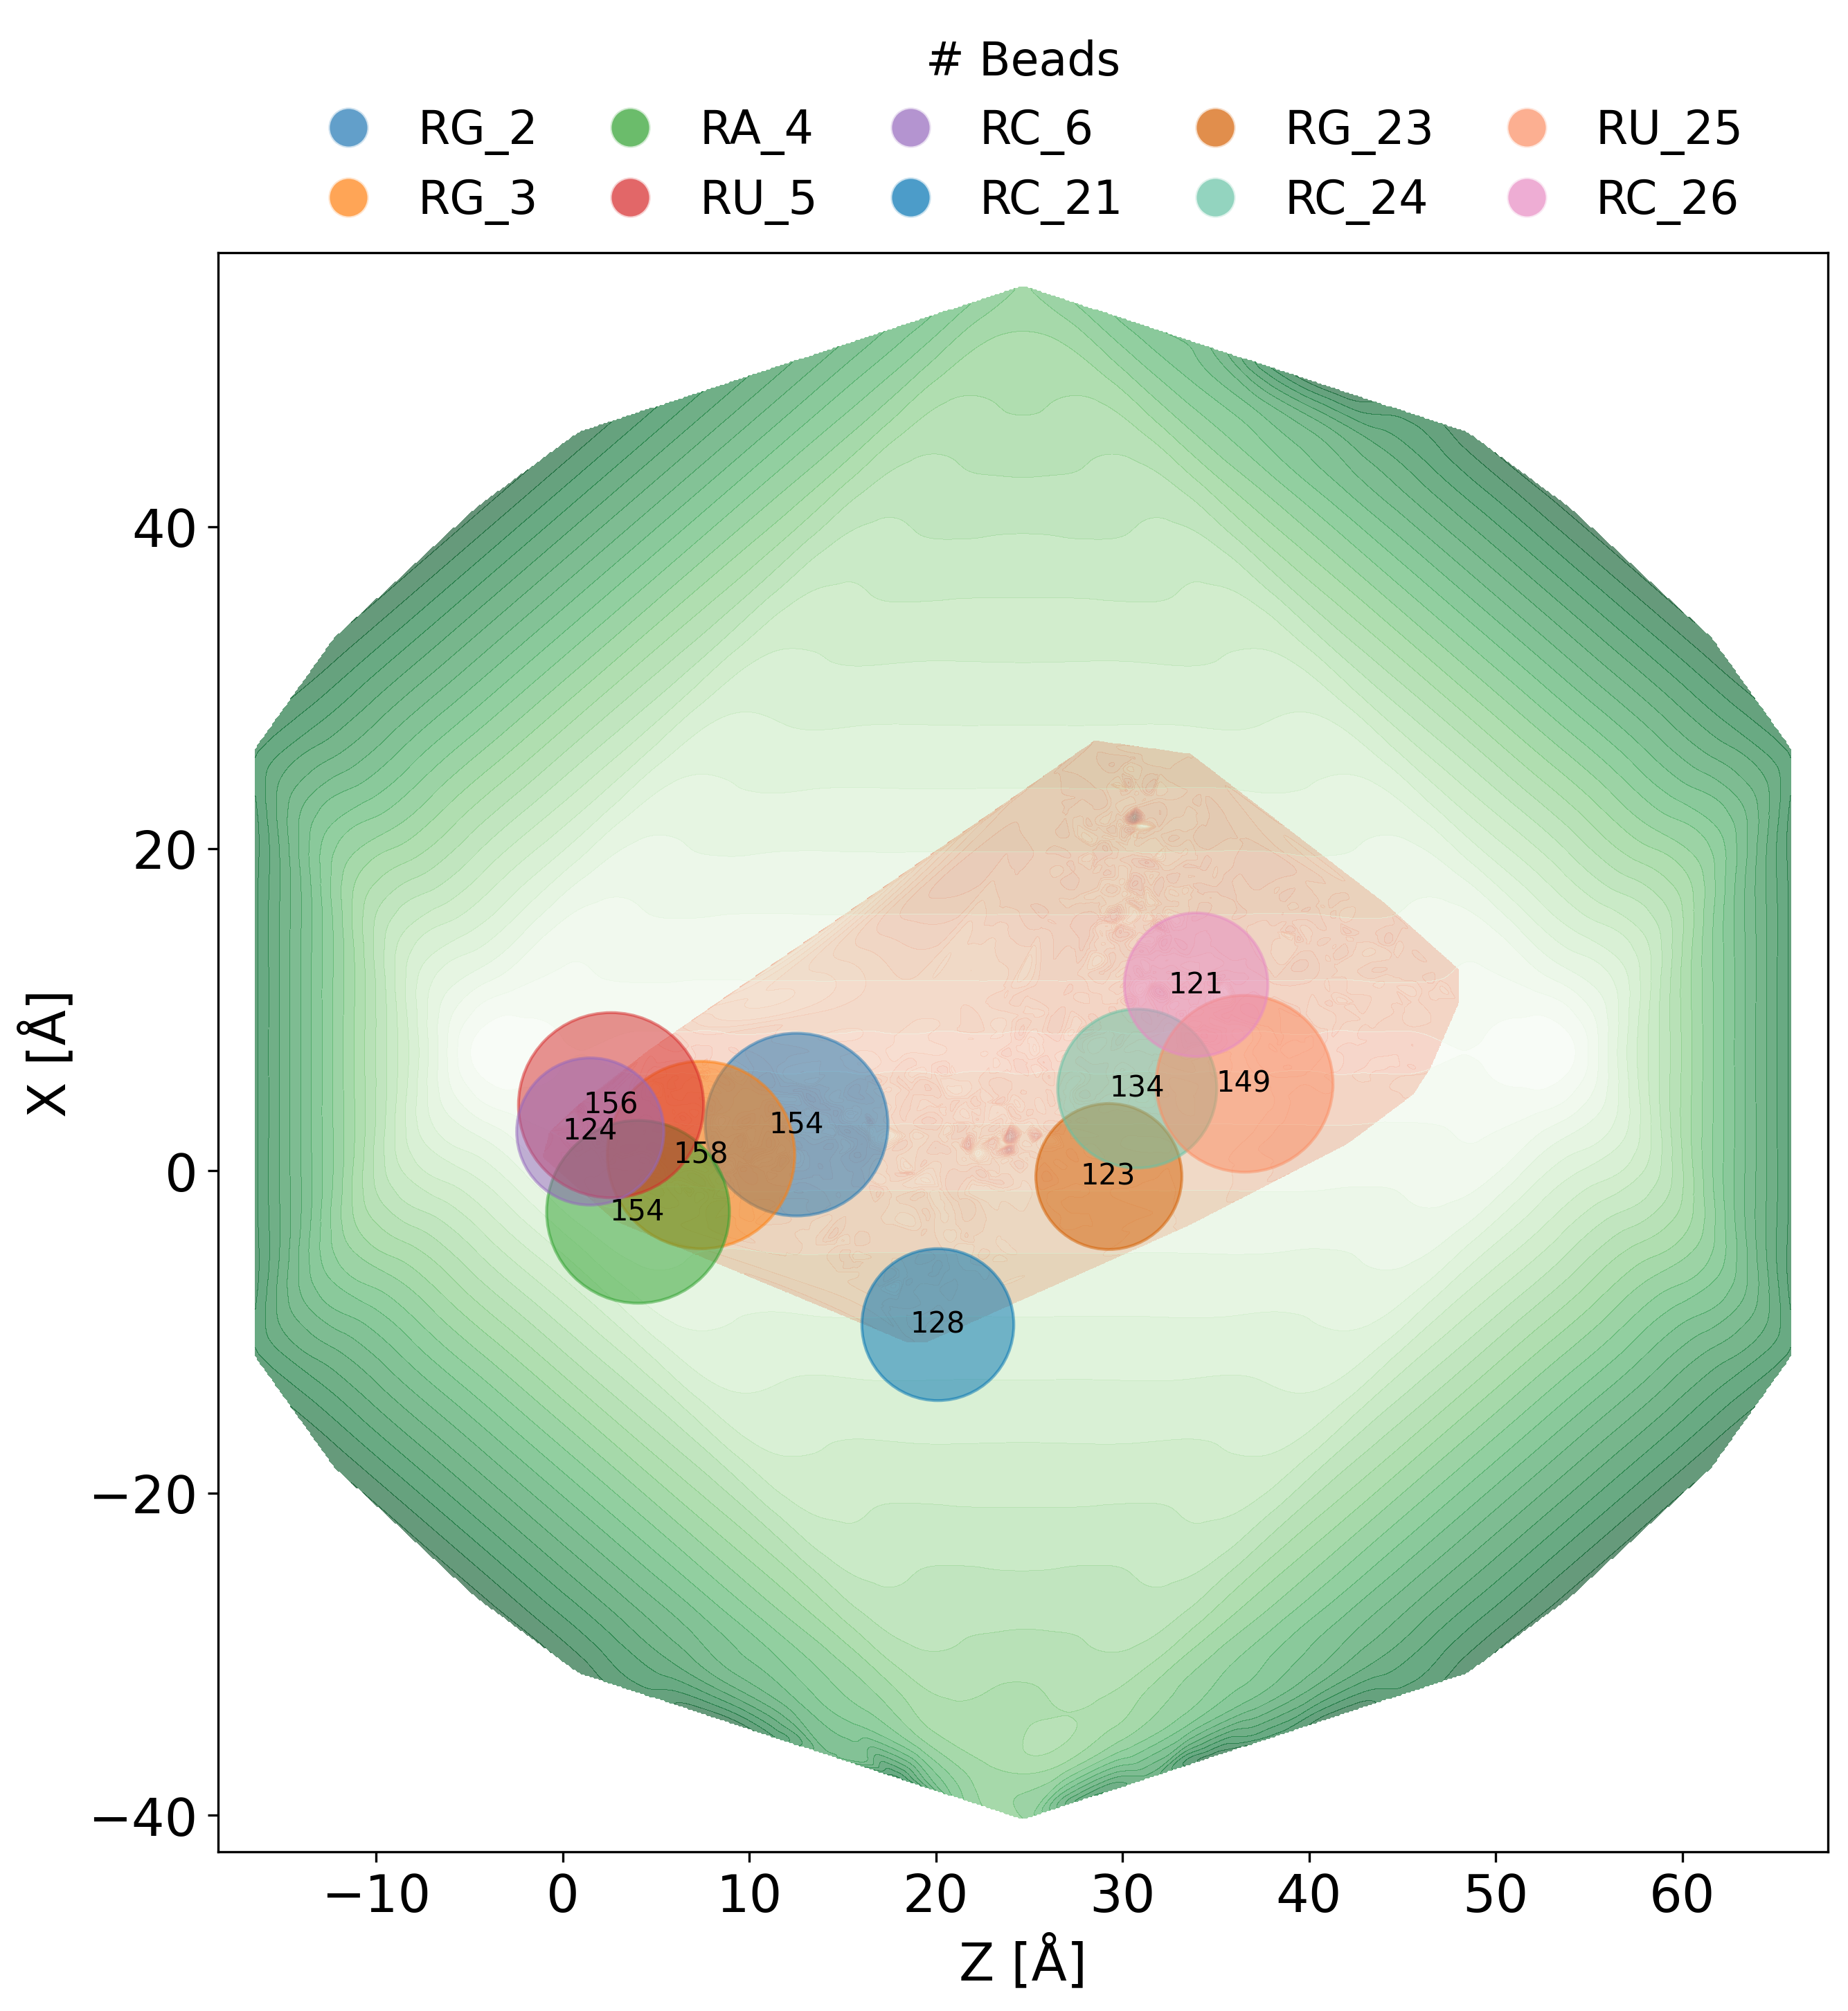 # Beads
RG_2 RA_4 RC_6 RG_23 RU_25
RG_3 RU_5 RC_21 RC_24 RC_26
40
20
121
134 149
156
154
124
158
0
123
154
128
−20
−40
−10 0 10 20 30 40 50 60
Z [Å]
X [Å]